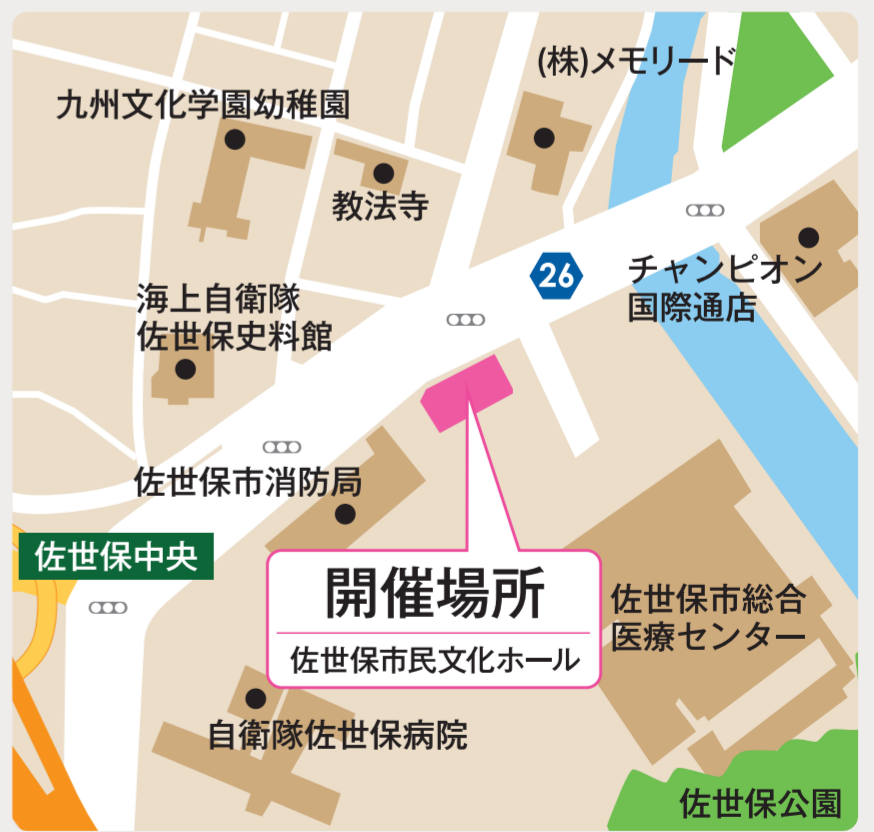 (株)メモリード
九州文化学園幼稚園
教法寺
26
チャンピオン
国際通店
海上自衛隊
佐世保史料館
佐世保市消防局
佐世保中央
開催場所
佐世保市民文化ホール
佐世保市総合
医療センター
自衛隊佐世保病院
佐世保公園